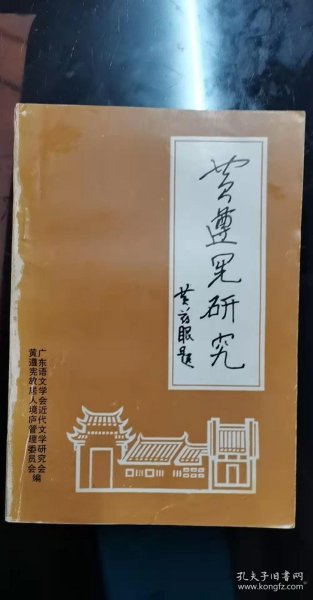 黄遵宪研究
黄药眠题
广东语文学会近代文学研究会
黄遵宪故居人境庐管理委员会
编
孔夫子旧书网
www.kongfz.com